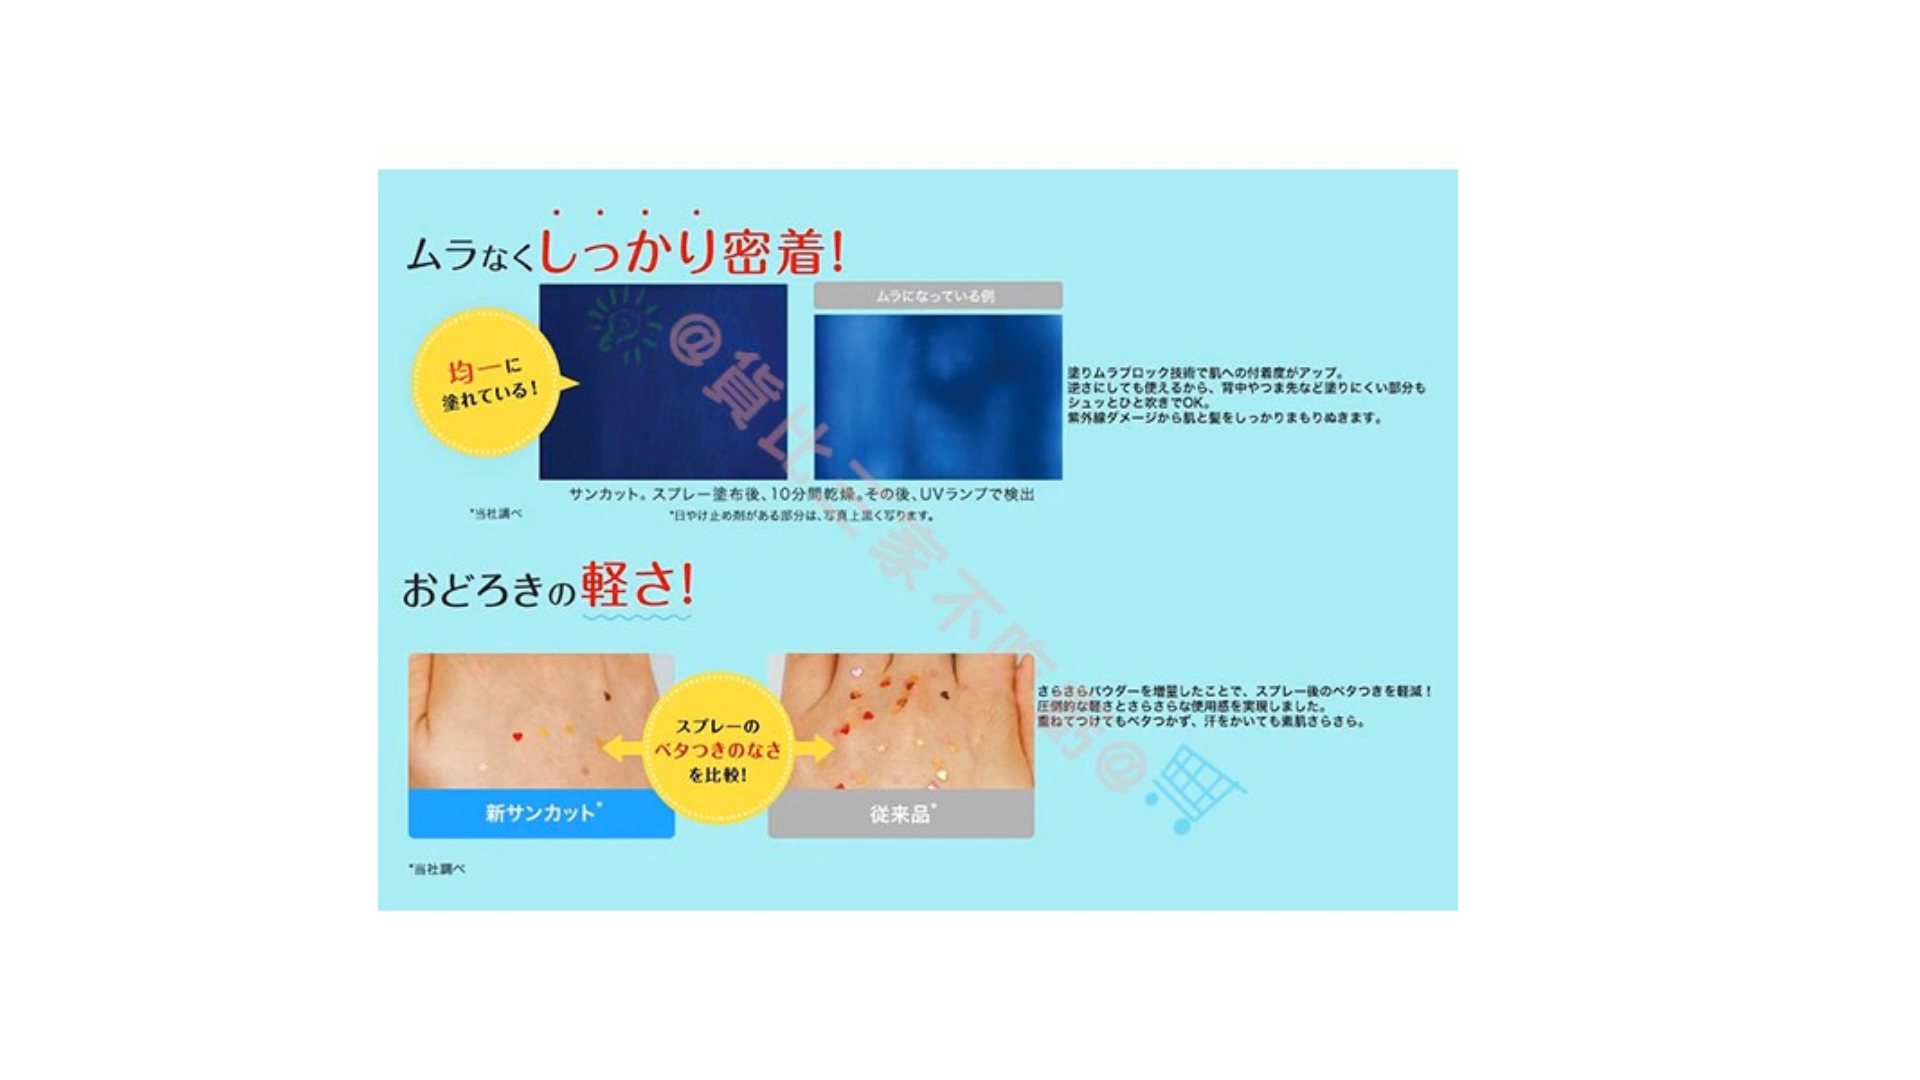 ムラなくしっかり密着!
均一に
塗れている!
ムラになっている例
塗りムラブロック技術で肌への付着度がアップ。
逆さにしても使えるから、背中やつま先など塗りにくい部分も
シュッとひと吹きでOK。
紫外線ダメージから肌と髪をしっかりまもりぬきます。
サンカット。スプレー塗布後、10分間乾燥。その後、UVランプで検出
*当社調べ
*日やけ止め剤がある部分は、写真上黒く写ります。
おどろきの軽さ!
スプレーの
ベタつきのなさ
を比較!
新サンカット*
従来品*
さらさらパウダーを増量したことで、スプレー後のベタつきを軽減!
圧倒的な軽さとさらさらな使用感を実現しました。
重ねてつけてもベタつかず、汗をかいても素肌さらさら。
*当社調べ
@貨比三家不吃虧@